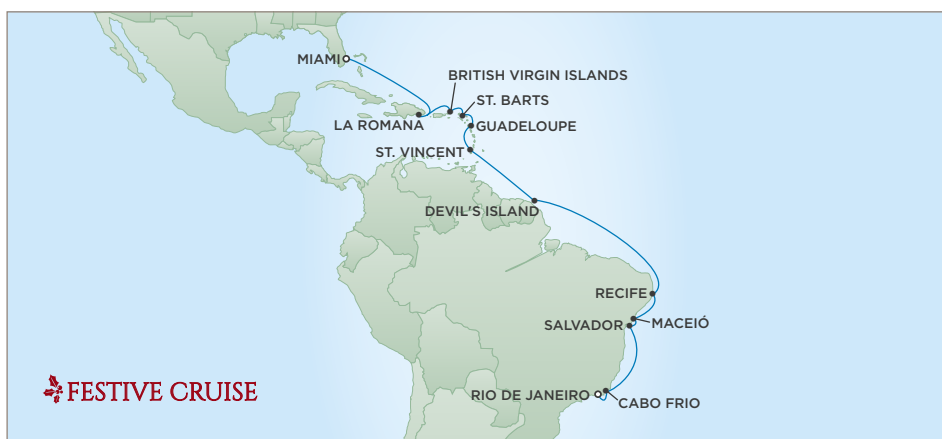 MIAMI
BRITISH VIRGIN ISLANDS
ST. BARTS
LA ROMANA
GUADELOUPE
ST. VINCENT
DEVIL'S ISLAND
RECIFE
MACEIÓ
SALVADOR
FESTIVE CRUISE
RIO DE JANEIRO
CABO FRIO